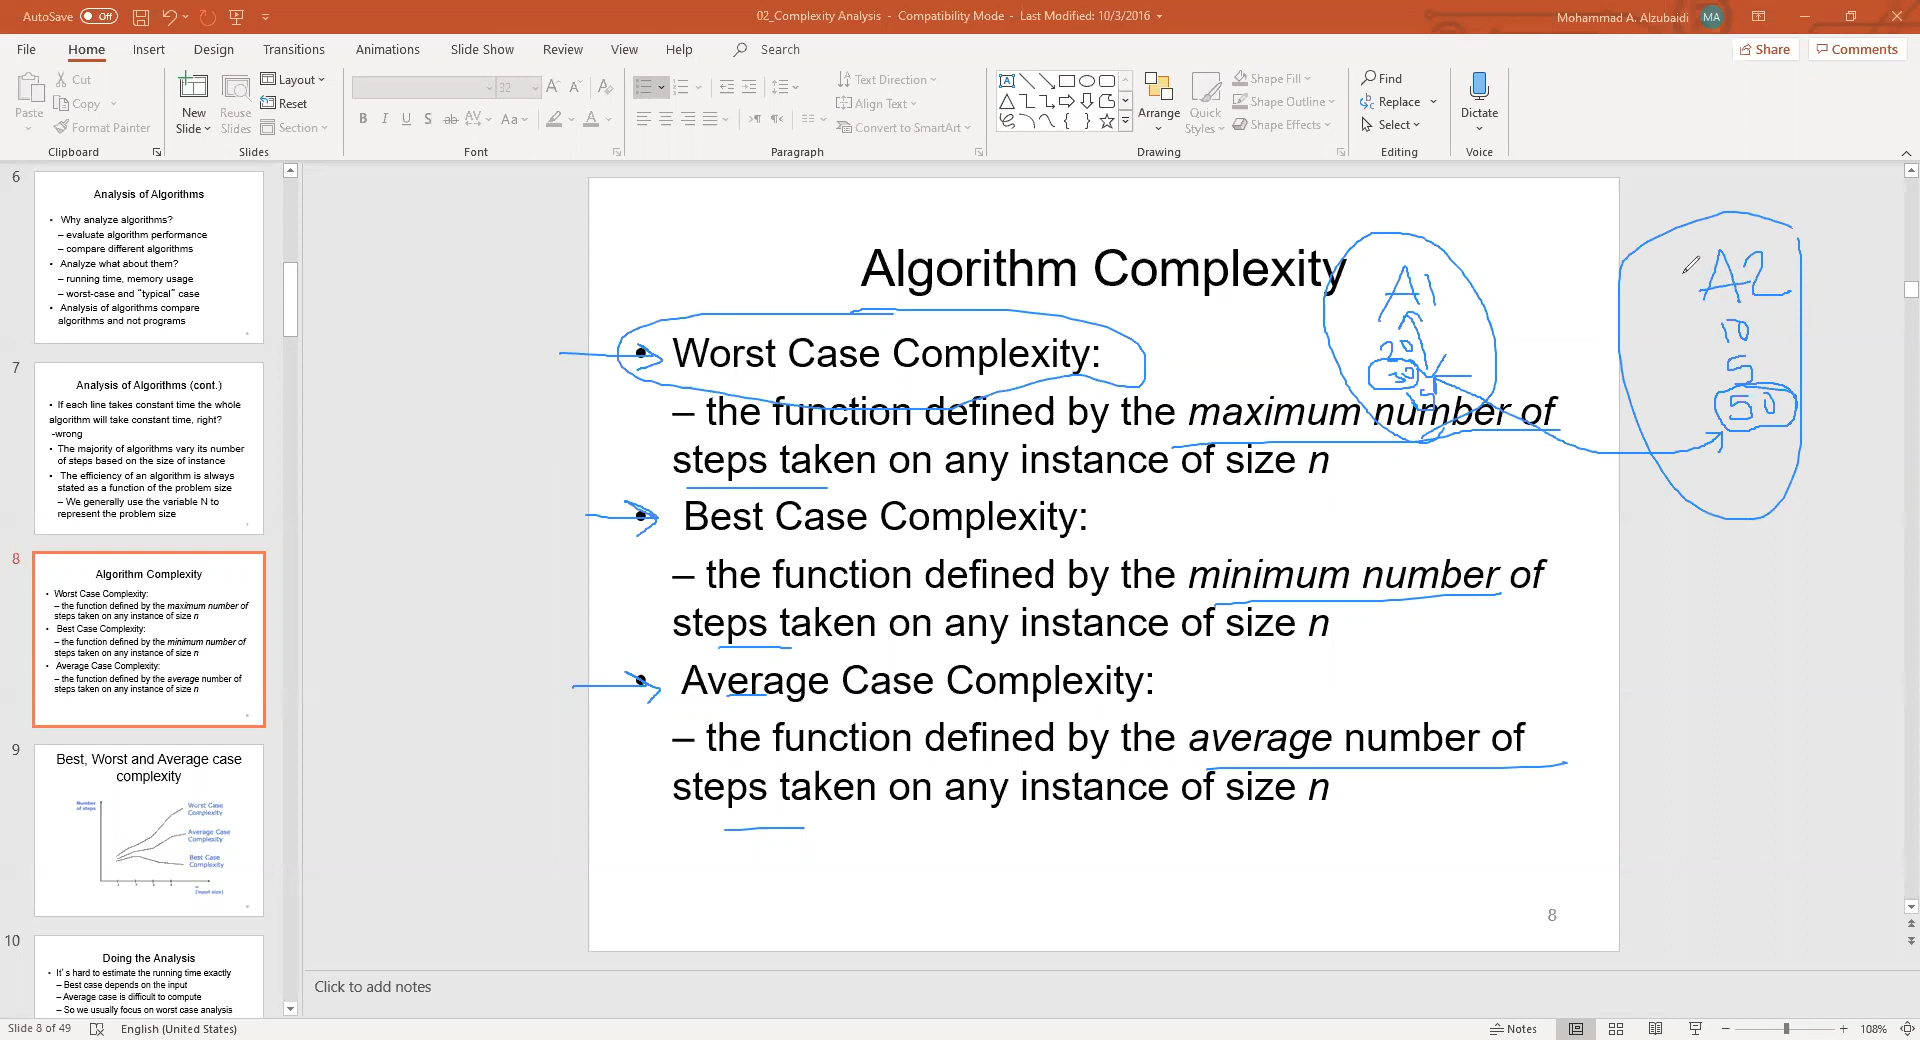 AutoSave Off 02_Complexity Analysis - Compatibility Mode - Last Modified: 10/3/2016 Mohammad A. Alzubaidi MA
File Home Insert Design Transitions Animations Slide Show Review View Help Search Share Comments
Paste Cut Copy Format Painter
Clipboard
New Slide Reuse Slides Layout Reset Section
Slides
32
B I U S ab AV Aa A
Font
Text Direction Align Text Convert to SmartArt
Paragraph
Arrange Quick Styles Shape Fill Shape Outline Shape Effects
Drawing
Find Replace Select
Editing
Dictate
Voice
6
Analysis of Algorithms
• Why analyze algorithms?
– evaluate algorithm performance
– compare different algorithms
• Analyze what about them?
– running time, memory usage
– worst-case and "typical" case
• Analysis of algorithms compare
algorithms and not programs
7
Analysis of Algorithms (cont.)
• If each line takes constant time the whole
algorithm will take constant time, right?
-wrong
• The majority of algorithms vary its number
of steps based on the size of instance
• The efficiency of an algorithm is always
stated as a function of the problem size
– We generally use the variable N to
represent the problem size
8
Algorithm Complexity
• Worst Case Complexity:
– the function defined by the maximum number of
steps taken on any instance of size n
• Best Case Complexity:
– the function defined by the minimum number of
steps taken on any instance of size n
• Average Case Complexity:
– the function defined by the average number of
steps taken on any instance of size n
9
Best, Worst and Average case
complexity
Number
of steps
Worst Case
Complexity
Average Case
Complexity
Best Case
Complexity
(input size)
10
Doing the Analysis
• It's hard to estimate the running time exactly
– Best case depends on the input
– Average case is difficult to compute
– So we usually focus on worst case analysis
Algorithm Complexity
• Worst Case Complexity:
– the function defined by the maximum number of
steps taken on any instance of size n
• Best Case Complexity:
– the function defined by the minimum number of
steps taken on any instance of size n
• Average Case Complexity:
– the function defined by the average number of
steps taken on any instance of size n
8
A1
20
30
A2
10
5
50
Click to add notes
Slide 8 of 49 English (United States) Notes 108%